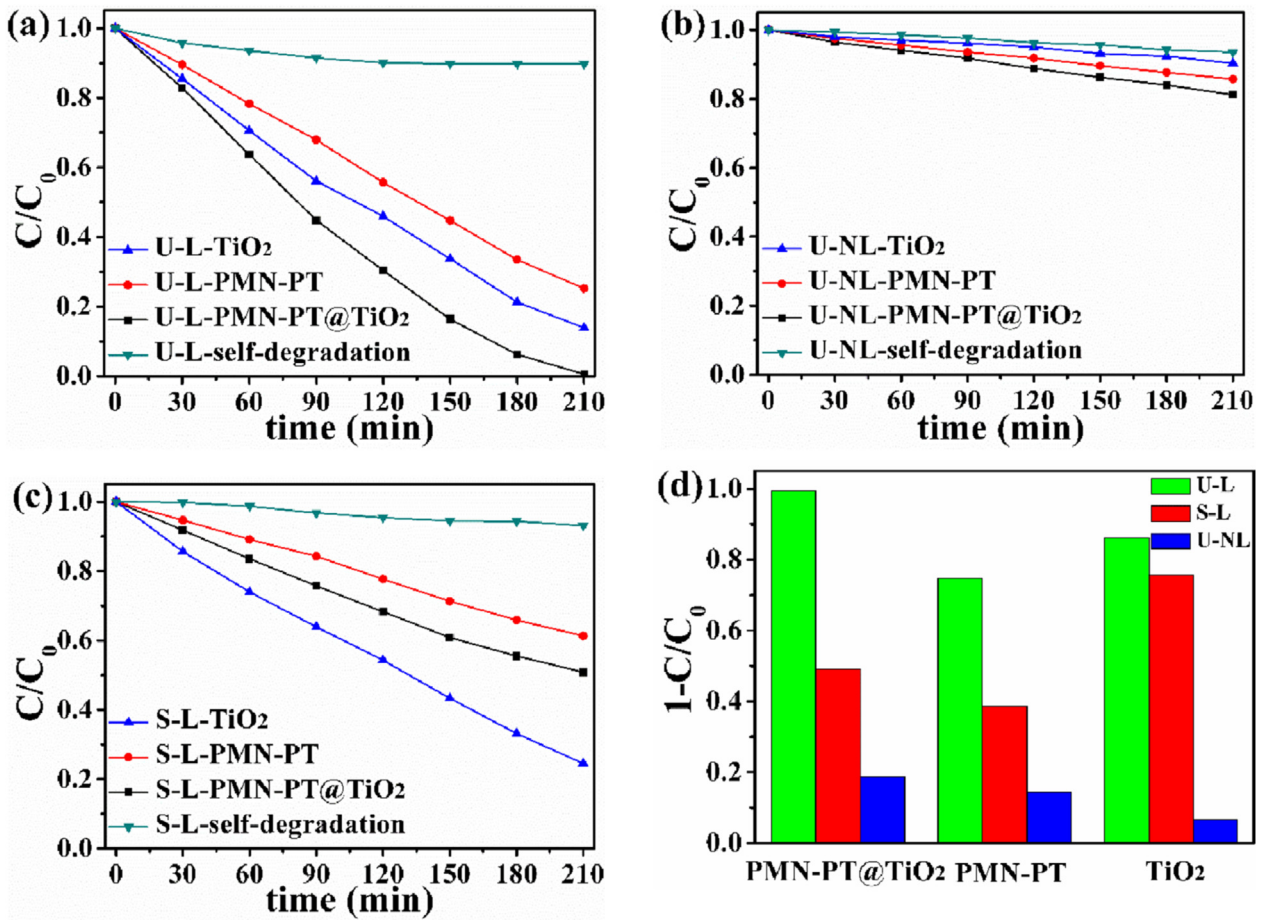 (a)
1.0
0.8
0.6
0.4
0.2
0.0
C/C0
U-L-TiO2
U-L-PMN-PT
U-L-PMN-PT@TiO2
U-L-self-degradation
0 30 60 90 120 150 180 210
time (min)
(b)
1.0
0.8
0.6
0.4
0.2
0.0
C/C0
U-NL-TiO2
U-NL-PMN-PT
U-NL-PMN-PT@TiO2
U-NL-self-degradation
0 30 60 90 120 150 180 210
time (min)
(c)
1.0
0.8
0.6
0.4
0.2
0.0
C/C0
S-L-TiO2
S-L-PMN-PT
S-L-PMN-PT@TiO2
S-L-self-degradation
0 30 60 90 120 150 180 210
time (min)
(d)
1.0
0.8
0.6
0.4
0.2
0.0
1-C/C0
U-L
S-L
U-NL
PMN-PT@TiO2 PMN-PT TiO2